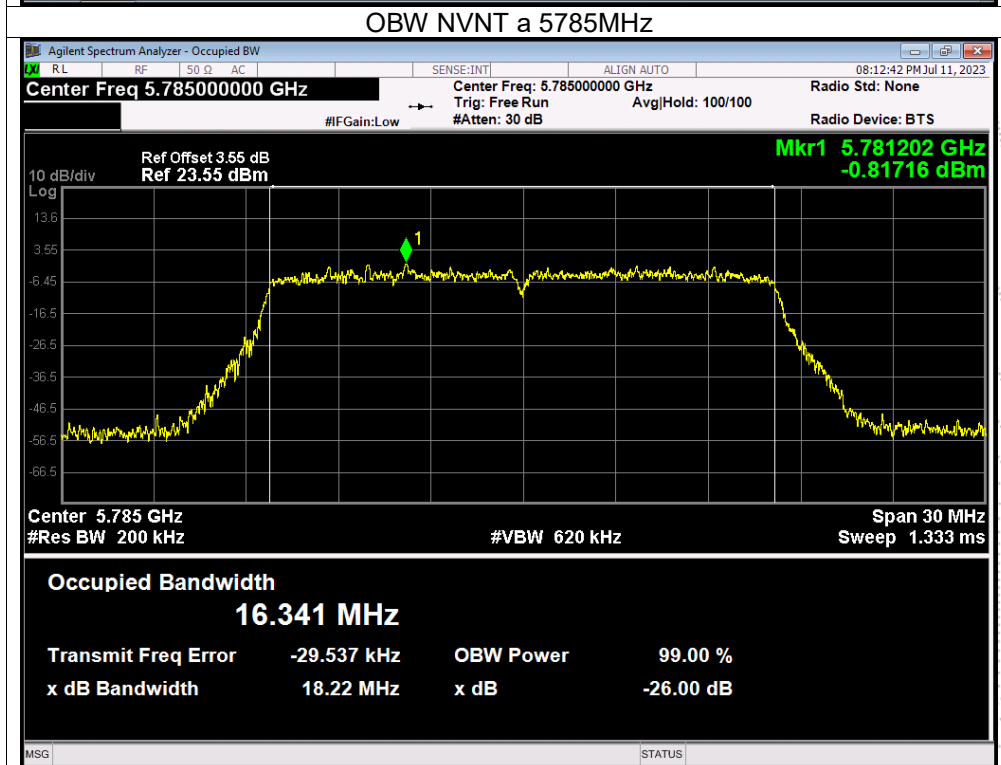 OBW NVNT a 5785MHz
Agilent Spectrum Analyzer - Occupied BW
LXI RL RF 50 Ω AC SENSE:INT ALIGN AUTO 08:12:42 PM Jul 11, 2023
Center Freq 5.785000000 GHz
Center Freq: 5.785000000 GHz
Radio Std: None
Trig: Free Run Avg|Hold: 100/100
#IFGain:Low #Atten: 30 dB Radio Device: BTS
Mkr1 5.781202 GHz
-0.81716 dBm
Ref Offset 3.55 dB
10 dB/div Ref 23.55 dBm
Log
13.6
3.55
-6.45
-16.5
-26.5
-36.5
-46.5
-56.5
-66.5
1
Center 5.785 GHz Span 30 MHz
#Res BW 200 kHz #VBW 620 kHz Sweep 1.333 ms
Occupied Bandwidth
16.341 MHz
Transmit Freq Error -29.537 kHz OBW Power 99.00 %
x dB Bandwidth 18.22 MHz x dB -26.00 dB
MSG STATUS